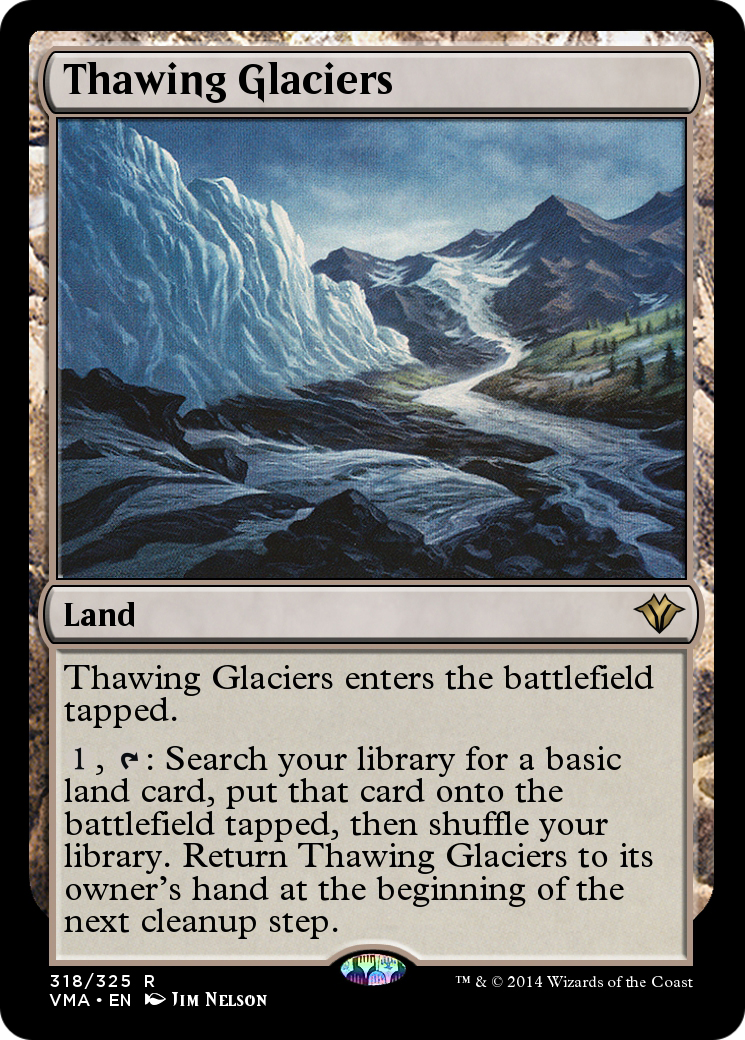 Thawing Glaciers
Land
Thawing Glaciers enters the battlefield
tapped.
1, : Search your library for a basic
land card, put that card onto the
battlefield tapped, then shuffle your
library. Return Thawing Glaciers to its
owner's hand at the beginning of the
next cleanup step.
318/325 R
VMA • EN Jim Nelson
™ & © 2014 Wizards of the Coast